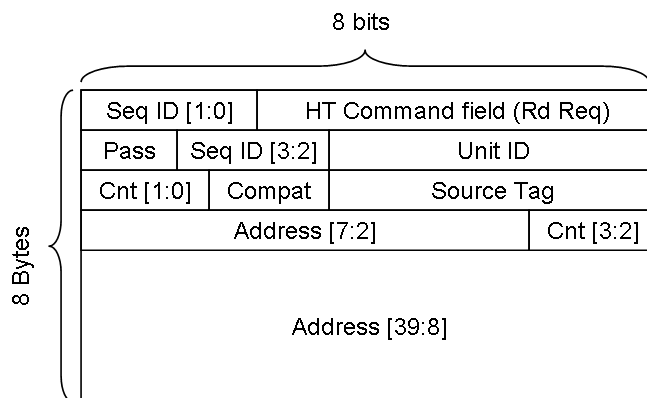 8 bits
Seq ID [1:0] HT Command field (Rd Req)
Pass Seq ID [3:2] Unit ID
Cnt [1:0] Compat Source Tag
Address [7:2] Cnt [3:2]
8 Bytes
Address [39:8]